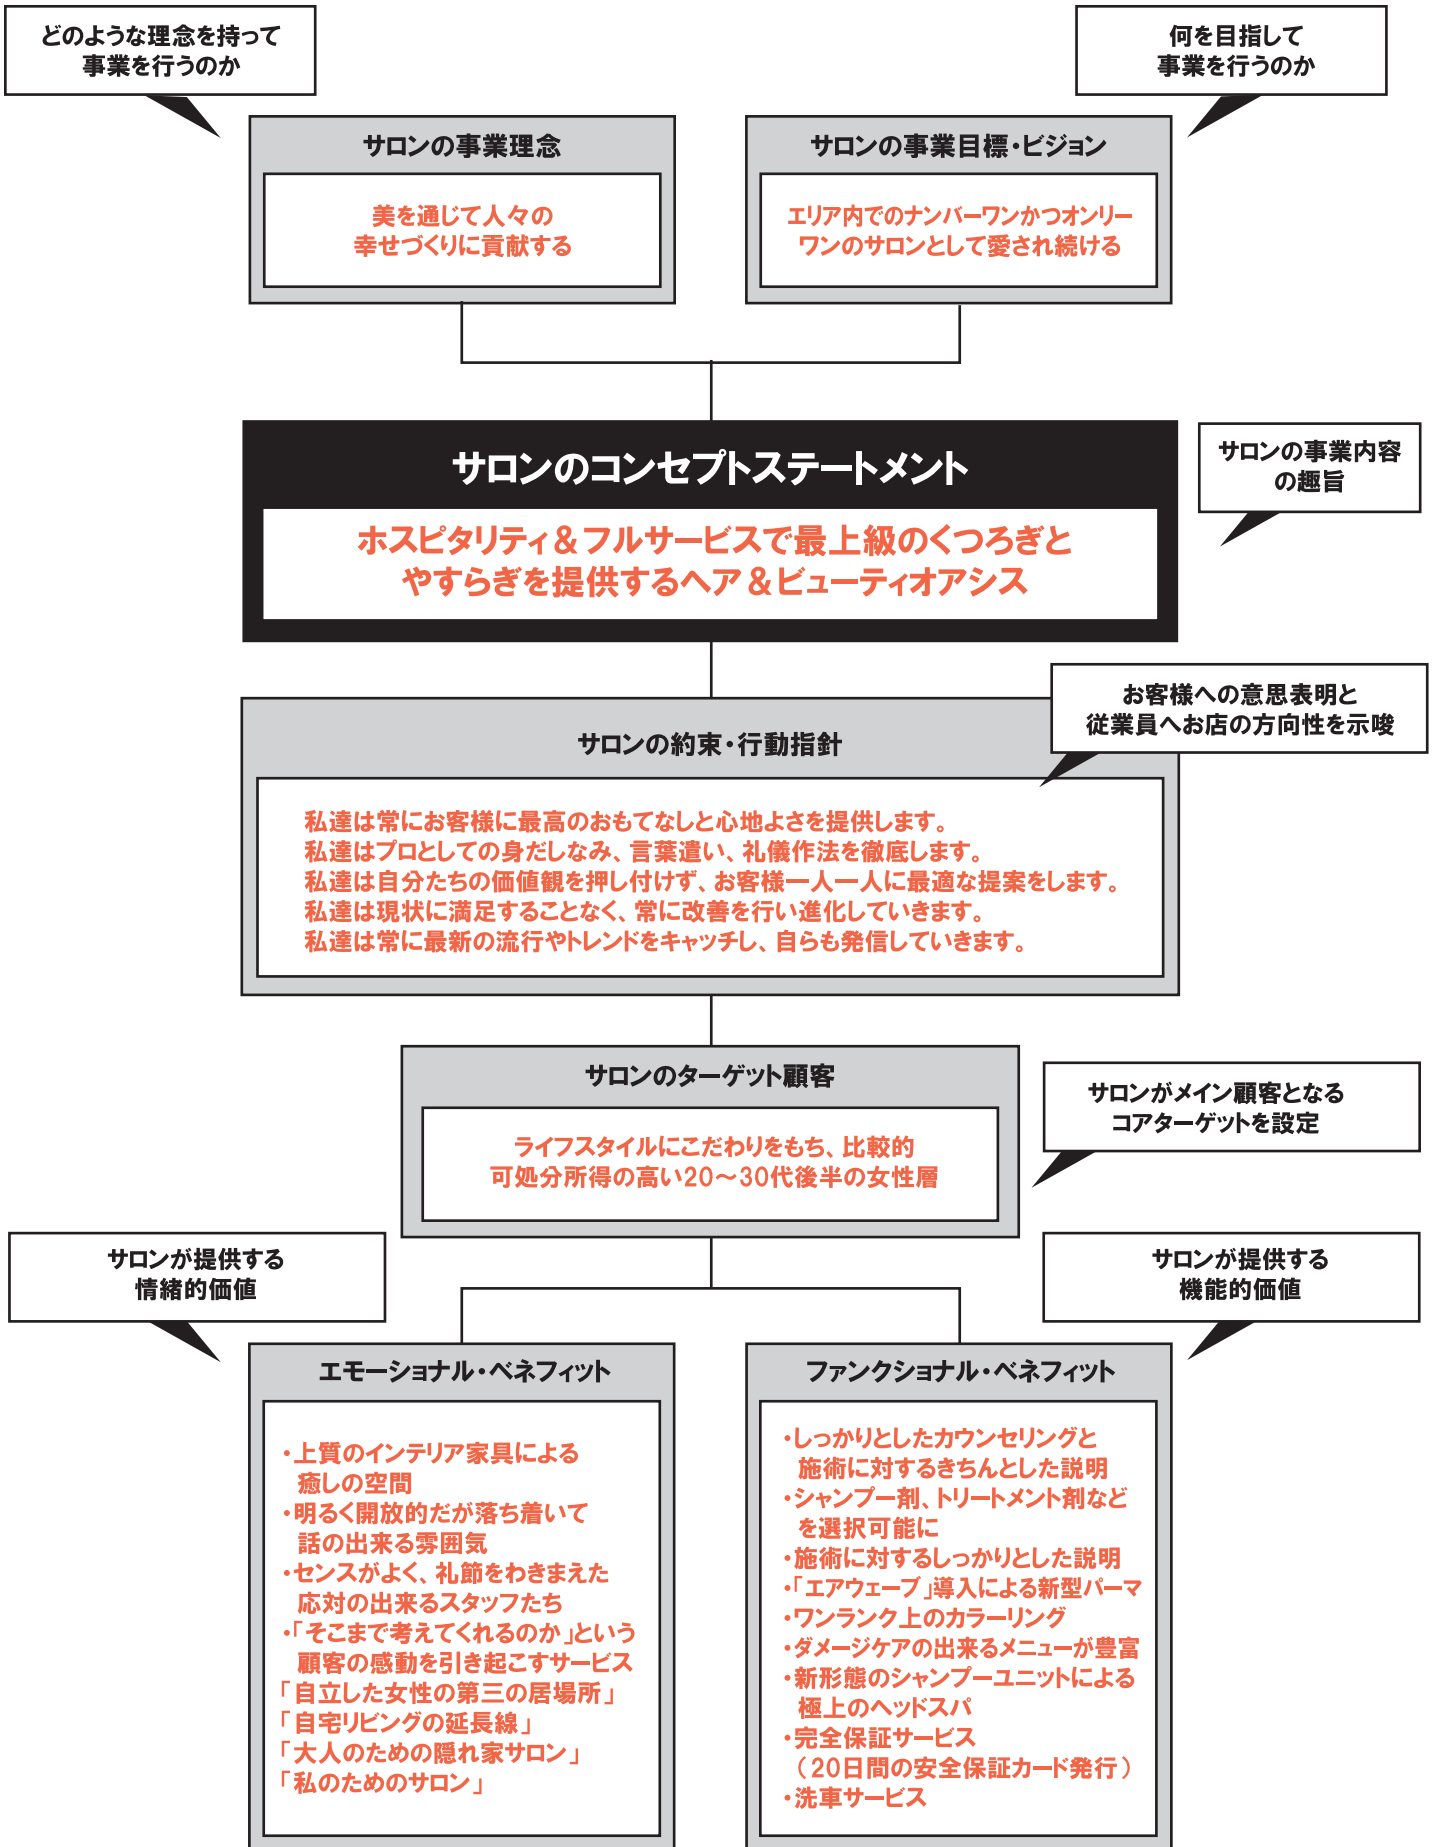 どのような理念を持って
事業を行うのか
何を目指して
事業を行うのか
サロンの事業理念
美を通じて人々の
幸せづくりに貢献する
サロンの事業目標・ビジョン
エリア内でのナンバーワンかつオンリー
ワンのサロンとして愛され続ける
サロンのコンセプトステートメント
ホスピタリティ&フルサービスで最上級のくつろぎと
やすらぎを提供するヘア&ビューティオアシス
サロンの事業内容
の趣旨
お客様への意思表明と
従業員へお店の方向性を示唆
サロンの約束・行動指針
私達は常にお客様に最高のおもてなしと心地よさを提供します。
私達はプロとしての身だしなみ、言葉遣い、礼儀作法を徹底します。
私達は自分たちの価値観を押し付けず、お客様一人一人に最適な提案をします。
私達は現状に満足することなく、常に改善を行い進化していきます。
私達は常に最新の流行やトレンドをキャッチし、自らも発信していきます。
サロンのターゲット顧客
ライフスタイルにこだわりをもち、比較的
可処分所得の高い20〜30代後半の女性層
サロンがメイン顧客となる
コアターゲットを設定
サロンが提供する
情緒的価値
サロンが提供する
機能的価値
エモーショナル・ベネフィット
・上質のインテリア家具による
癒しの空間
・明るく開放的だが落ち着いて
話の出来る雰囲気
・センスがよく、礼節をわきまえた
応対の出来るスタッフたち
・「そこまで考えてくれるのか」という
顧客の感動を引き起こすサービス
「自立した女性の第三の居場所」
「自宅リビングの延長線」
「大人のための隠れ家サロン」
「私のためのサロン」
ファンクショナル・ベネフィット
・しっかりとしたカウンセリングと
施術に対するきちんとした説明
・シャンプー剤、トリートメント剤など
を選択可能に
・施術に対するしっかりとした説明
・「エアウェーブ」導入による新型パーマ
・ワンランク上のカラーリング
・ダメージケアの出来るメニューが豊富
・新形態のシャンプーユニットによる
極上のヘッドスパ
・完全保証サービス
（20日間の安全保証カード発行）
・洗車サービス